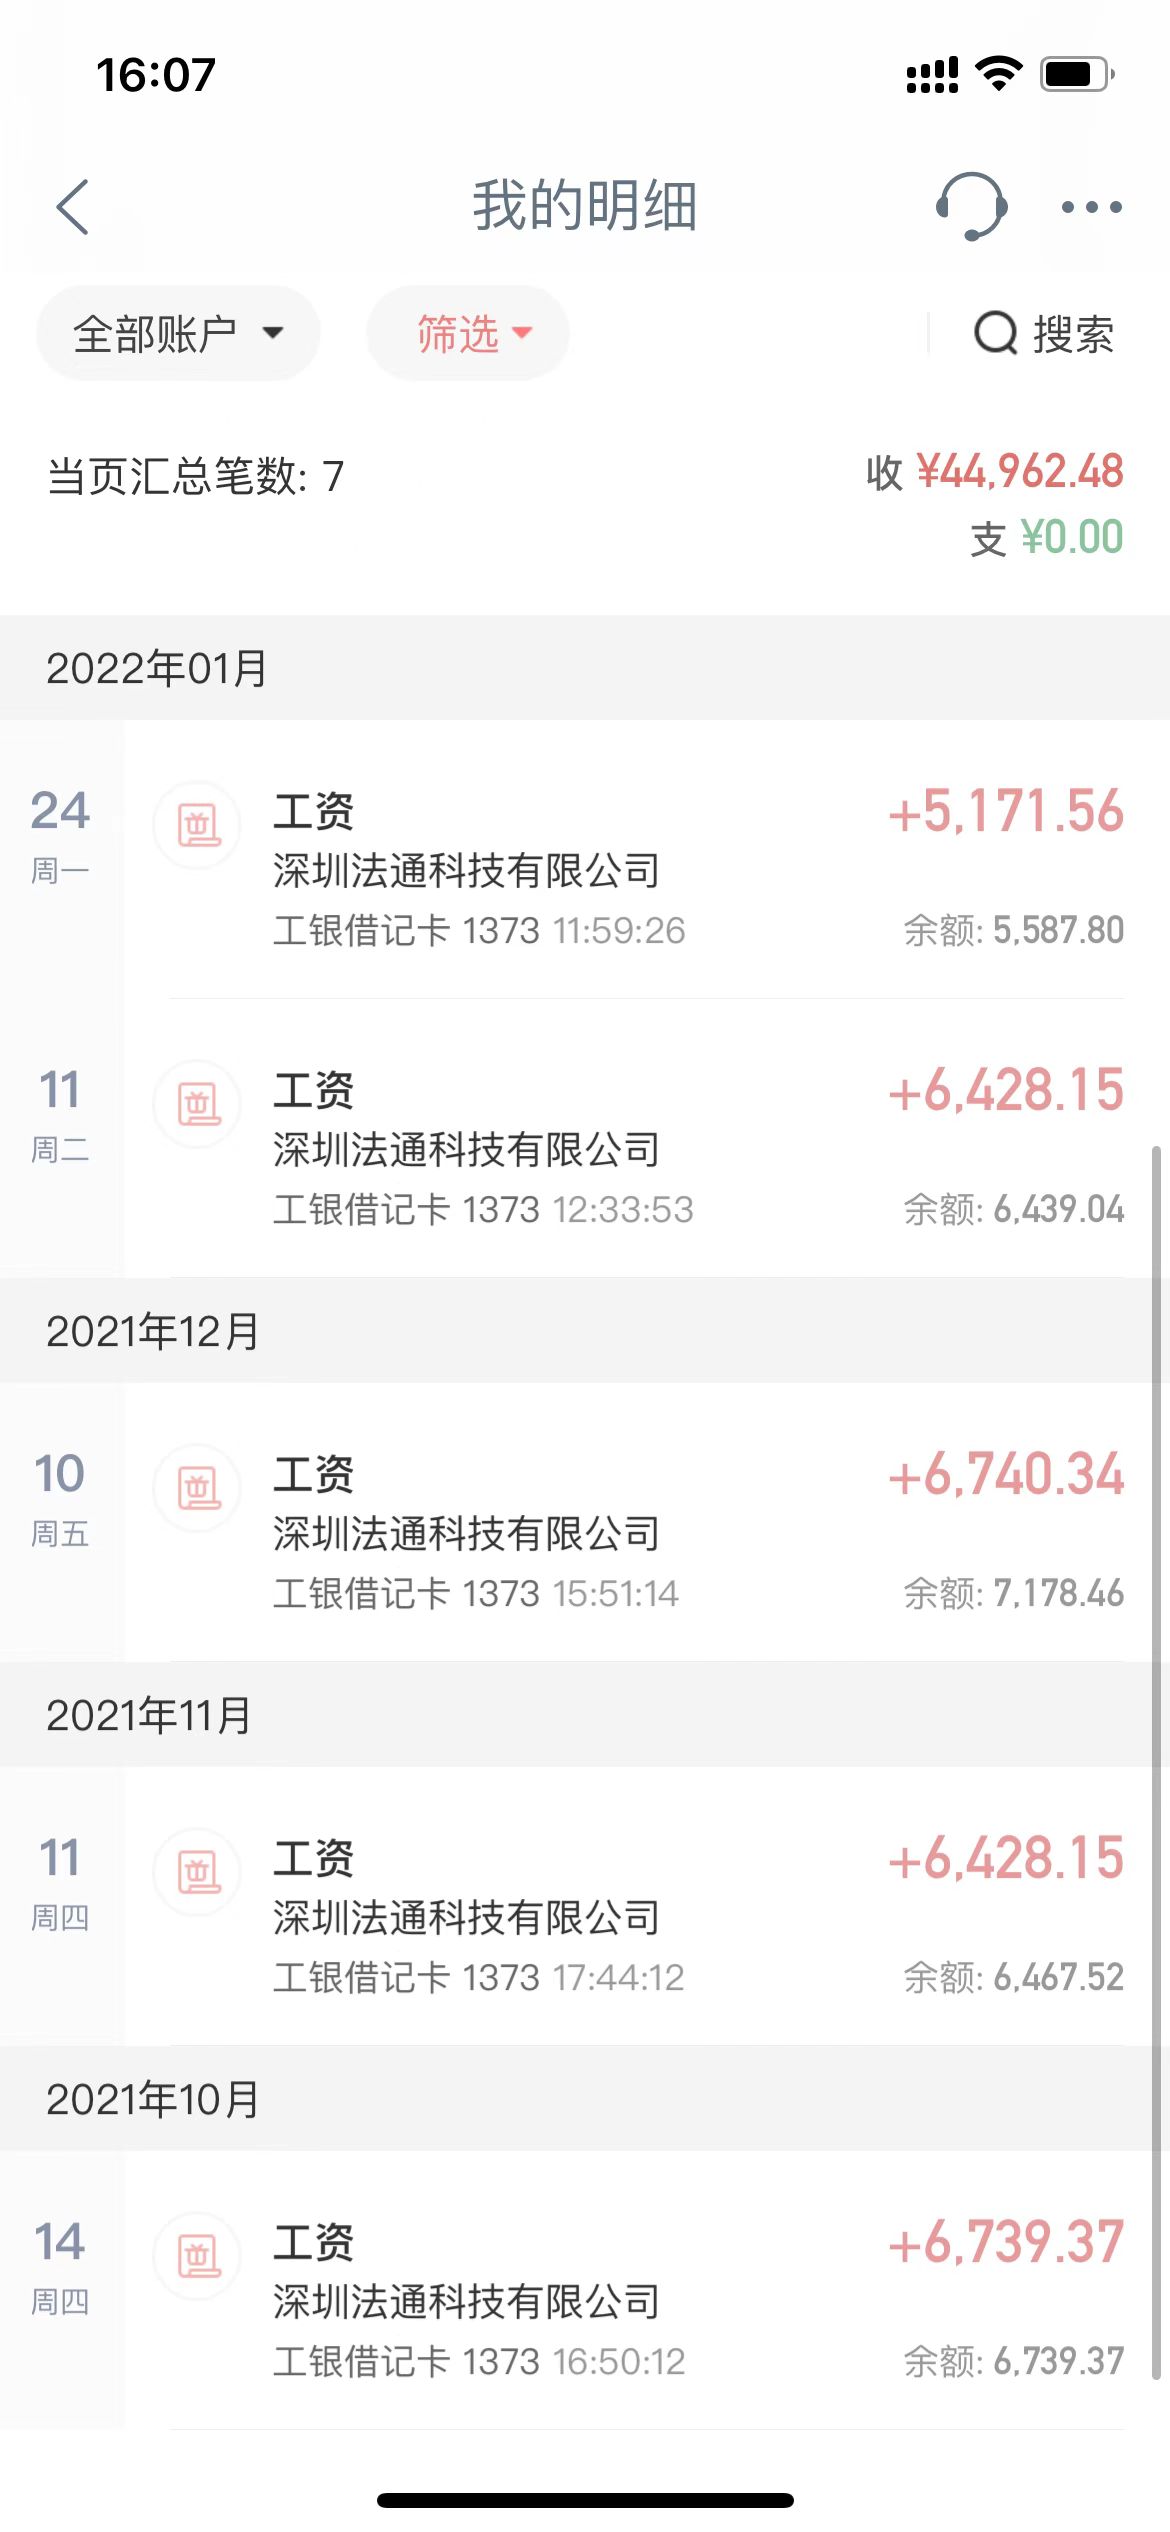 16:07
我的明细
全部账户 筛选 搜索
当页汇总笔数: 7 收 ¥44,962.48
支 ¥0.00
2022年01月
24 工资 +5,171.56
周一 深圳法通科技有限公司
工银借记卡 1373 11:59:26 余额: 5,587.80
11 工资 +6,428.15
周二 深圳法通科技有限公司
工银借记卡 1373 12:33:53 余额: 6,439.04
2021年12月
10 工资 +6,740.34
周五 深圳法通科技有限公司
工银借记卡 1373 15:51:14 余额: 7,178.46
2021年11月
11 工资 +6,428.15
周四 深圳法通科技有限公司
工银借记卡 1373 17:44:12 余额: 6,467.52
2021年10月
14 工资 +6,739.37
周四 深圳法通科技有限公司
工银借记卡 1373 16:50:12 余额: 6,739.37